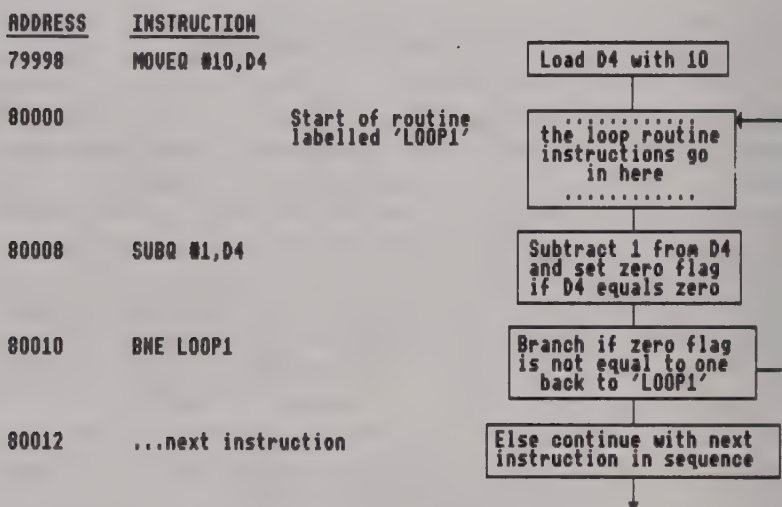 ADDRESS INSTRUCTION
79998 MOVEQ #10,D4
Load D4 with 10
80000 Start of routine
labelled 'LOOP1'
............
the loop routine
instructions go
in here
............
80008 SUBQ #1,D4
Subtract 1 from D4
and set zero flag
if D4 equals zero
80010 BNE LOOP1
Branch if zero flag
is not equal to one
back to 'LOOP1'
80012 ...next instruction
Else continue with next
instruction in sequence